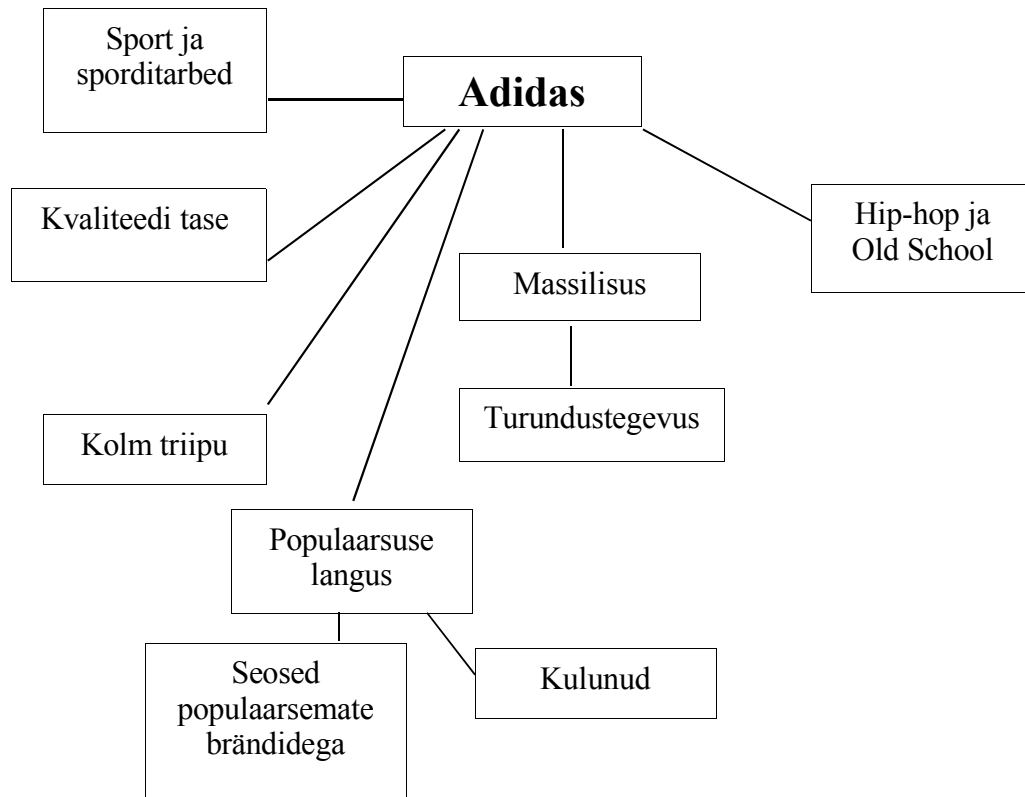 Sport ja
sporditarbed
Adidas
Kvaliteedi tase
Hip-hop ja
Old School
Massilisus
Turundustegevus
Kolm triipu
Populaarsuse
langus
Seosed
populaarsemate
brändidega
Kulunud